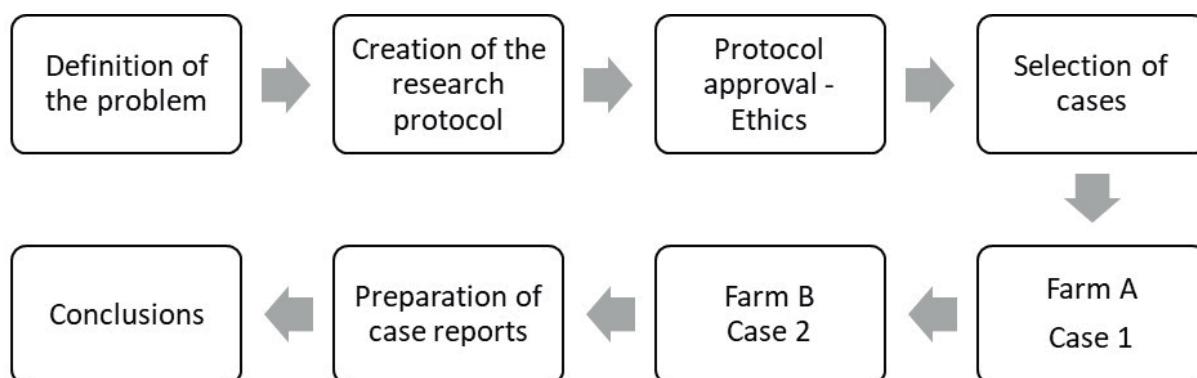 Definition of
the problem
Creation of the
research
protocol
Protocol
approval -
Ethics
Selection of
cases
Farm A
Case 1
Farm B
Case 2
Preparation of
case reports
Conclusions